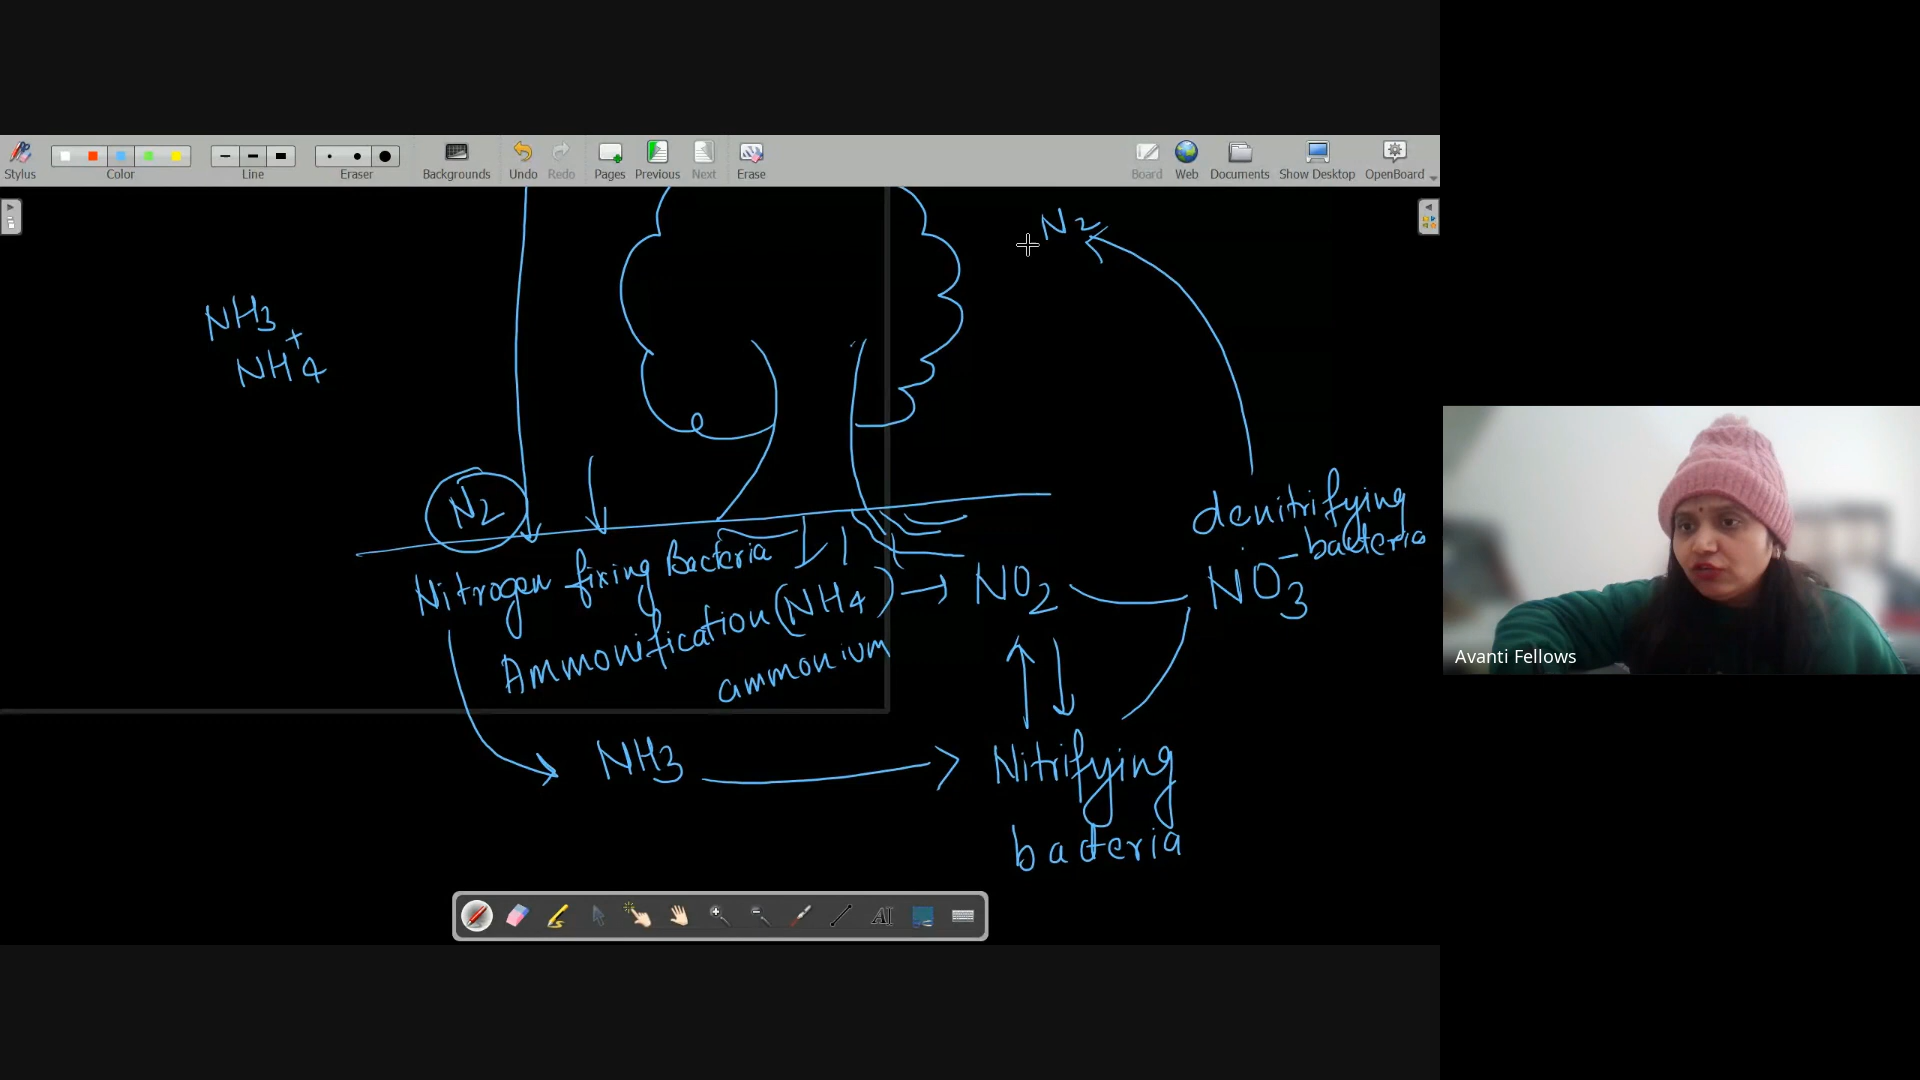 Stylus
Color
Line
Eraser
Backgrounds
Undo
Redo
Pages
Previous
Next
Erase
Board
Web
Documents
Show Desktop
OpenBoard
N2
NH3
NH4+
N2
denitrifying
bacteria
Nitrogen fixing Bacteria
Ammonification (NH4) → NO2
NO3-
ammonium
NH3
Nitrifying
bacteria
Avanti Fellows